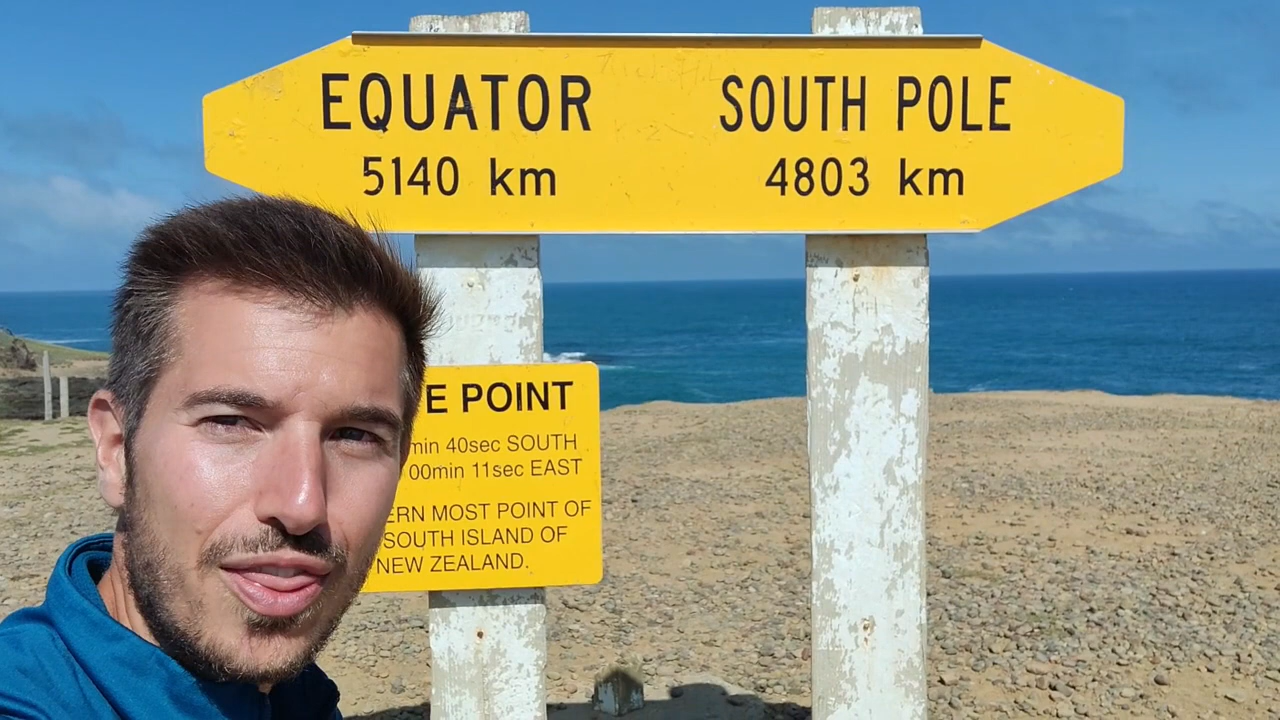 EQUATOR SOUTH POLE
5140 km 4803 km
E POINT
min 40sec SOUTH
00min 11sec EAST
ERN MOST POINT OF
SOUTH ISLAND OF
NEW ZEALAND.